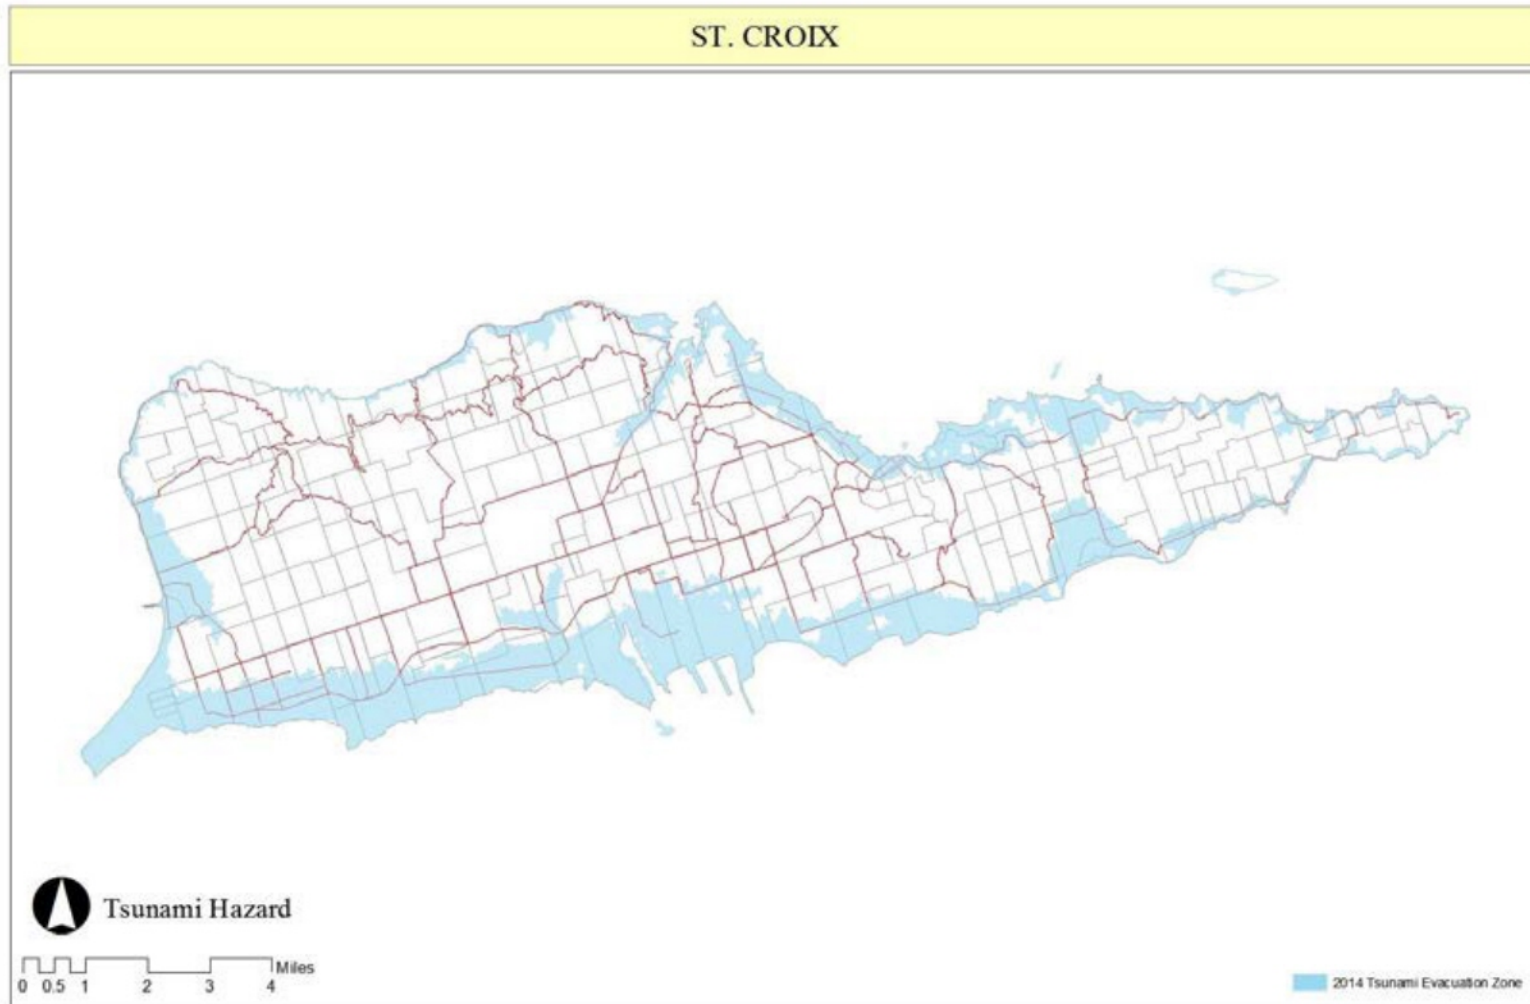 ST. CROIX
Tsunami Hazard
Miles
0 0.5 1 2 3 4
2014 Tsunami Evacuation Zone